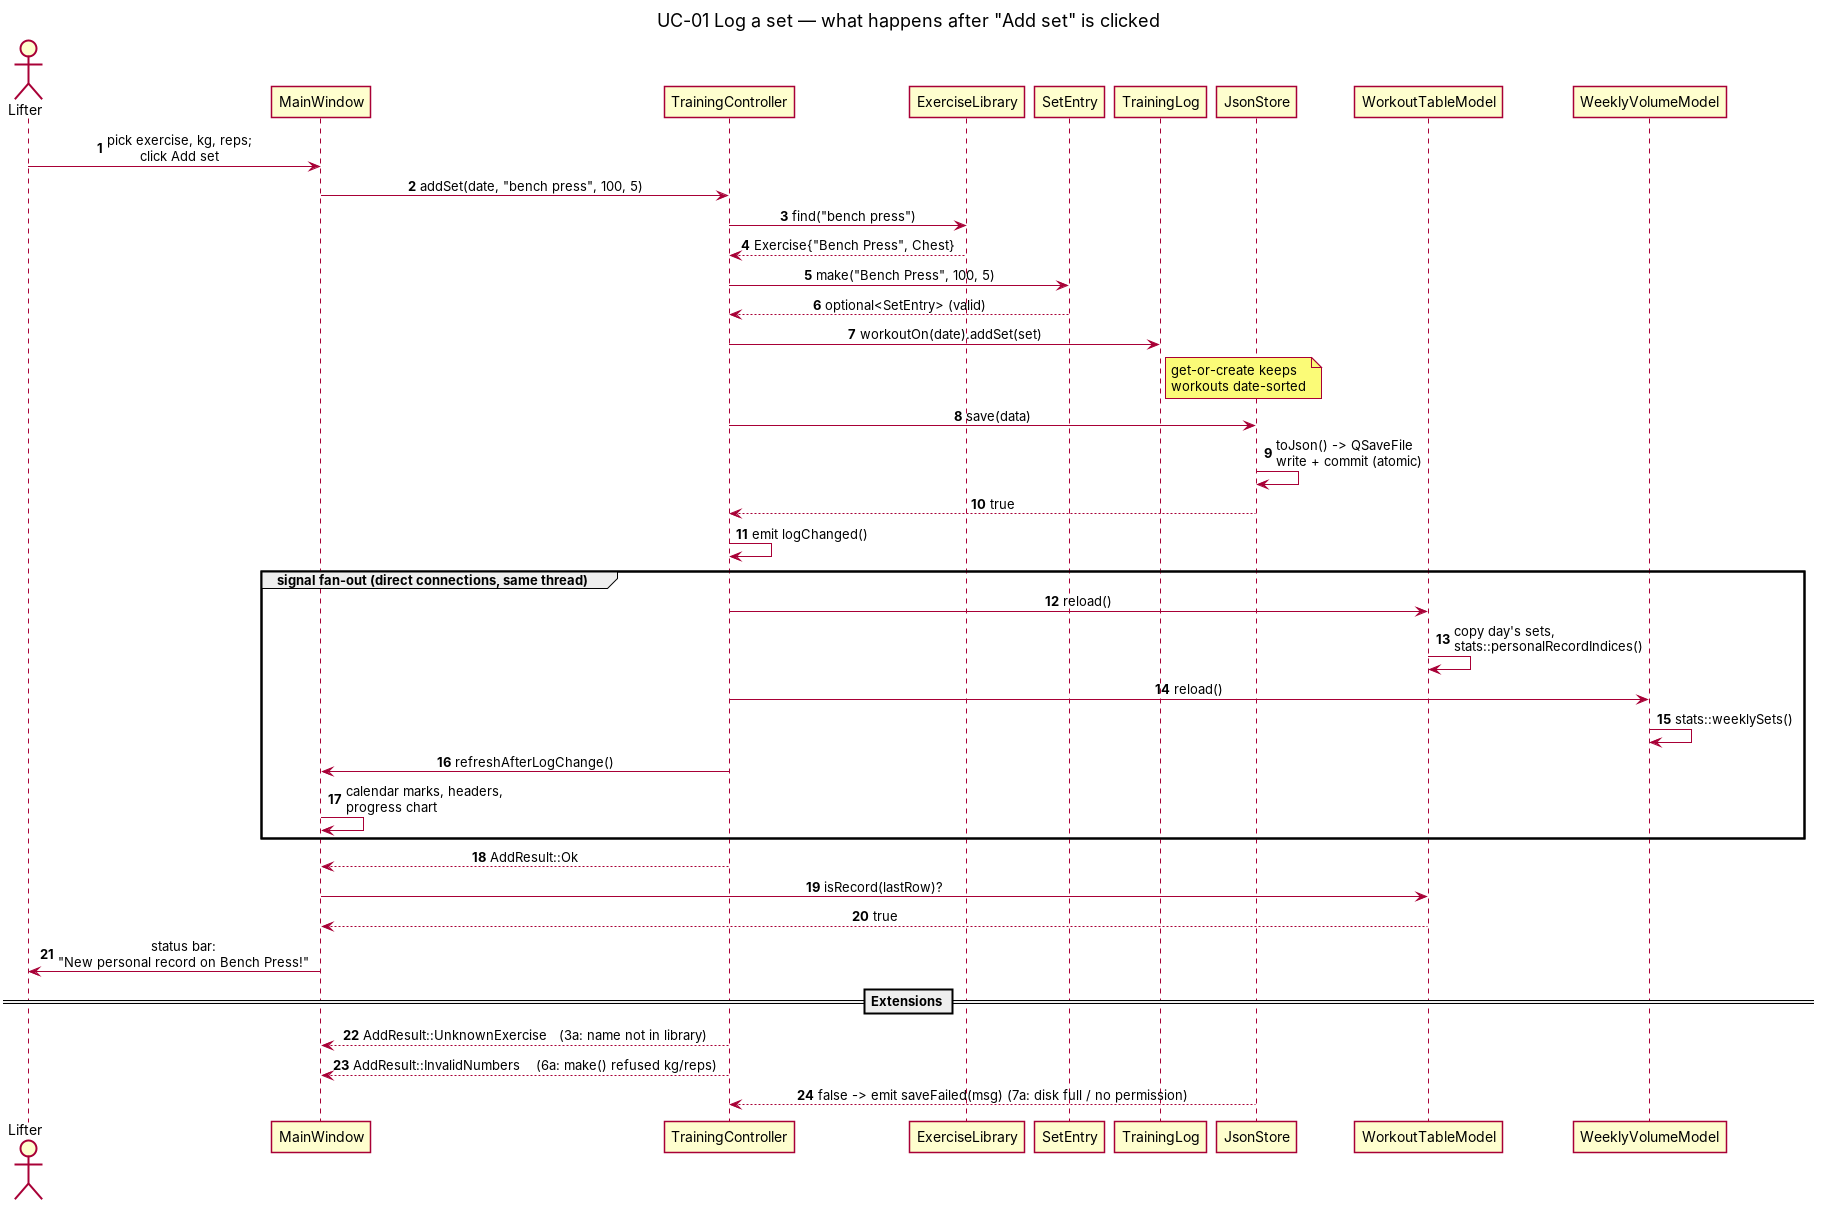 UC-01 Log a set — what happens after "Add set" is clicked
Lifter
MainWindow
TrainingController
ExerciseLibrary
SetEntry
TrainingLog
JsonStore
WorkoutTableModel
WeeklyVolumeModel
1 pick exercise, kg, reps;
click Add set
2 addSet(date, "bench press", 100, 5)
3 find("bench press")
4 Exercise{"Bench Press", Chest}
5 make("Bench Press", 100, 5)
6 optional<SetEntry> (valid)
7 workoutOn(date).addSet(set)
get-or-create keeps
workouts date-sorted
8 save(data)
9 toJson() -> QSaveFile
write + commit (atomic)
10 true
11 emit logChanged()
signal fan-out (direct connections, same thread)
12 reload()
13 copy day's sets,
stats::personalRecordIndices()
14 reload()
15 stats::weeklySets()
16 refreshAfterLogChange()
17 calendar marks, headers,
progress chart
18 AddResult::Ok
19 isRecord(lastRow)?
20 true
21 status bar:
"New personal record on Bench Press!"
Extensions
22 AddResult::UnknownExercise (3a: name not in library)
23 AddResult::InvalidNumbers (6a: make() refused kg/reps)
24 false -> emit saveFailed(msg) (7a: disk full / no permission)
Lifter
MainWindow
TrainingController
ExerciseLibrary
SetEntry
TrainingLog
JsonStore
WorkoutTableModel
WeeklyVolumeModel